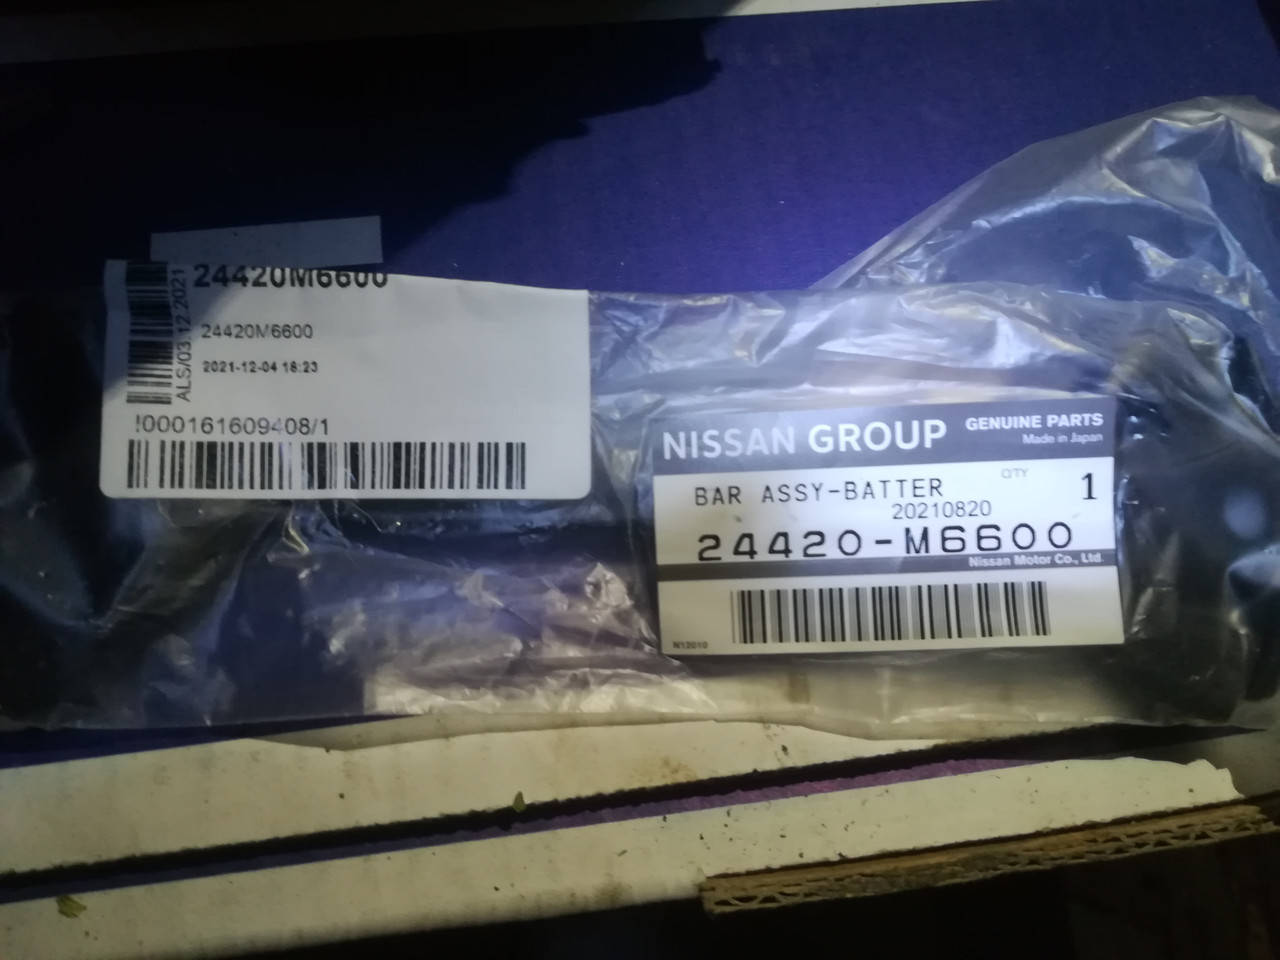 24420M6600
ALS/03.12.2021
24420M6600
2021-12-04 18:23
!000161609408/1
NISSAN GROUP
GENUINE PARTS
Made in Japan
BAR ASSY-BATTER
QTY
1
20210820
24420-M6600
Nissan Motor Co., Ltd.
N12010